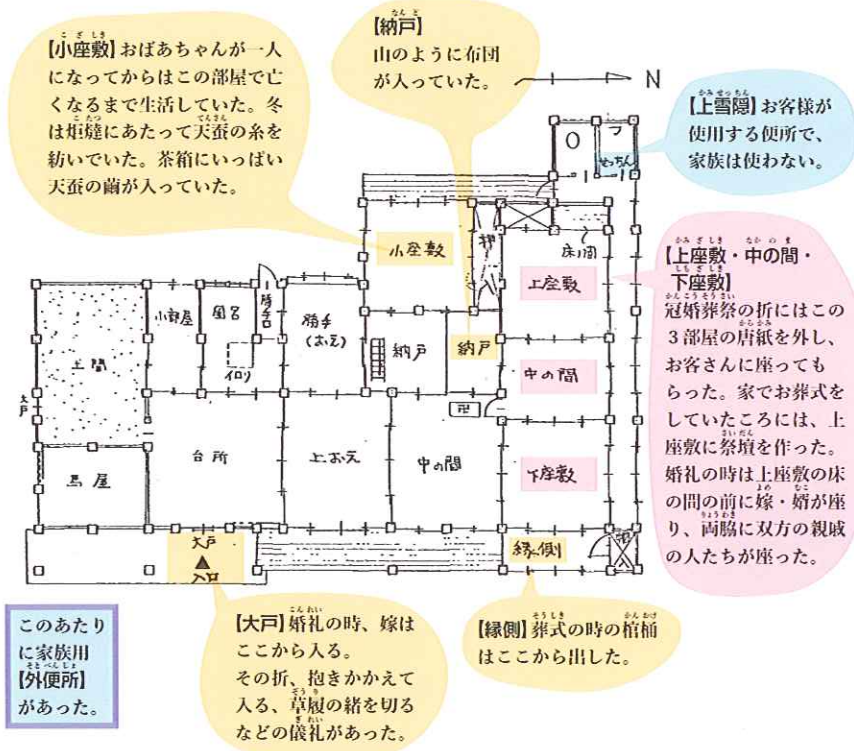 【小座敷】おばあちゃんが一人
になってからはこの部屋で亡
くなるまで生活していた。冬
は炬燵にあたって天蚕の糸を
紡いでいた。茶箱にいっぱい
天蚕の繭が入っていた。
【納戸】
山のように布団
が入っていた。
N
【上雪隠】お客様が
使用する便所で、
家族は使わない。
せっちん
小座敷
床ノ間
上座敷
【上座敷・中の間・
下座敷】
冠婚葬祭の折にはこの
3部屋の唐紙を外し、
お客さんに座っても
らった。家でお葬式を
していたころには、上
座敷に祭壇を作った。
婚礼の時は上座敷の床
の間の前に嫁・婿が座
り、両脇に双方の親戚
の人たちが座った。
土間
小部屋
風呂
勝手口
勝手
(おえ)
納戸
納戸
中の間
イロリ
大戸
馬屋
台所
上おえ
中の間
下座敷
大戸
▲
入口
縁側
このあたり
に家族用
【外便所】
があった。
【大戸】婚礼の時、嫁は
ここから入る。
その折、抱きかかえて
入る、草履の緒を切る
などの儀礼があった。
【縁側】葬式の時の棺桶
はここから出した。